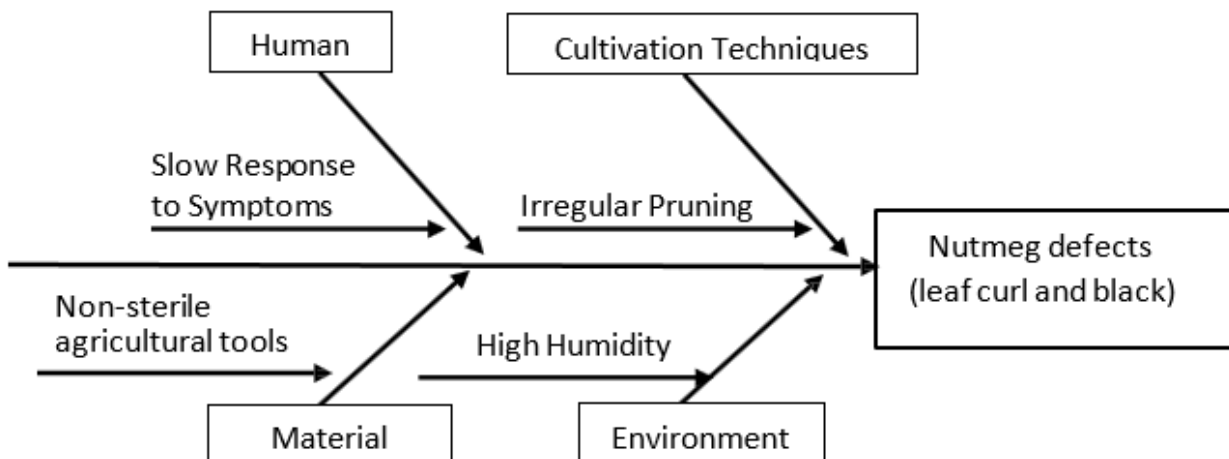 Human
Cultivation Techniques
Slow Response
to Symptoms
Irregular Pruning
Nutmeg defects
(leaf curl and black)
Non-sterile
agricultural tools
High Humidity
Material
Environment